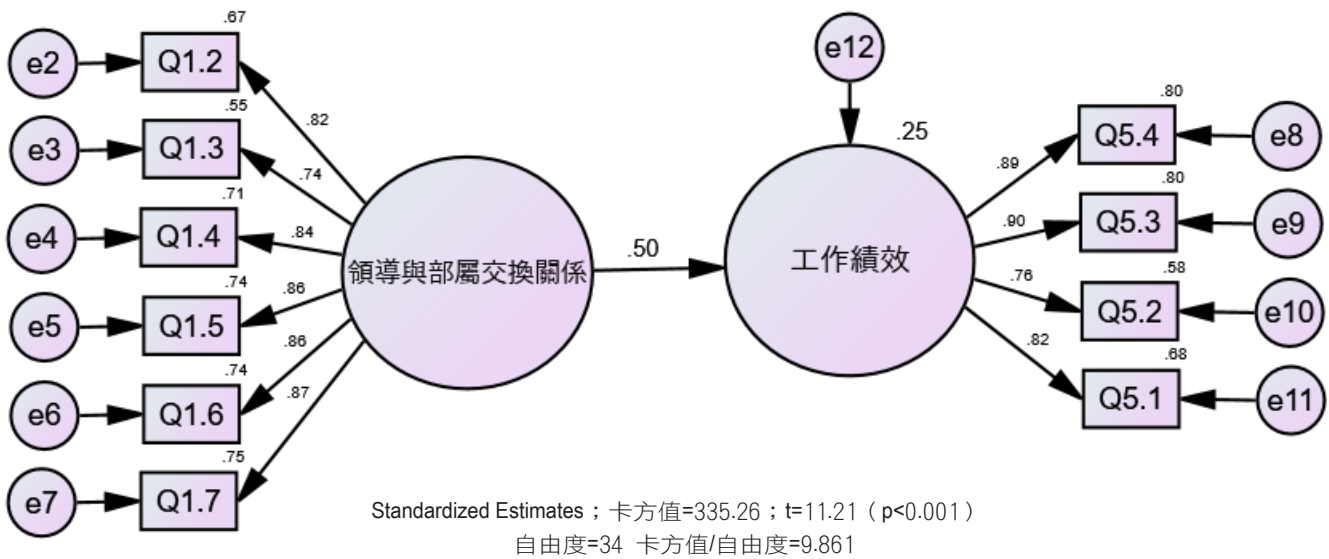 .67
e2 Q1.2
.82
.55
e3 Q1.3
.74
.71
e4 Q1.4
.84
.74
e5 Q1.5
.86
.74
e6 Q1.6
.86
.75
e7 Q1.7
.87
領導與部屬交換關係
.50
e12
.25
工作績效
.80
.89
Q5.4 e8
.80
.90
Q5.3 e9
.58
.76
Q5.2 e10
.68
.82
Q5.1 e11
Standardized Estimates；卡方值=335.26；t=11.21（p<0.001）
自由度=34 卡方值/自由度=9.861